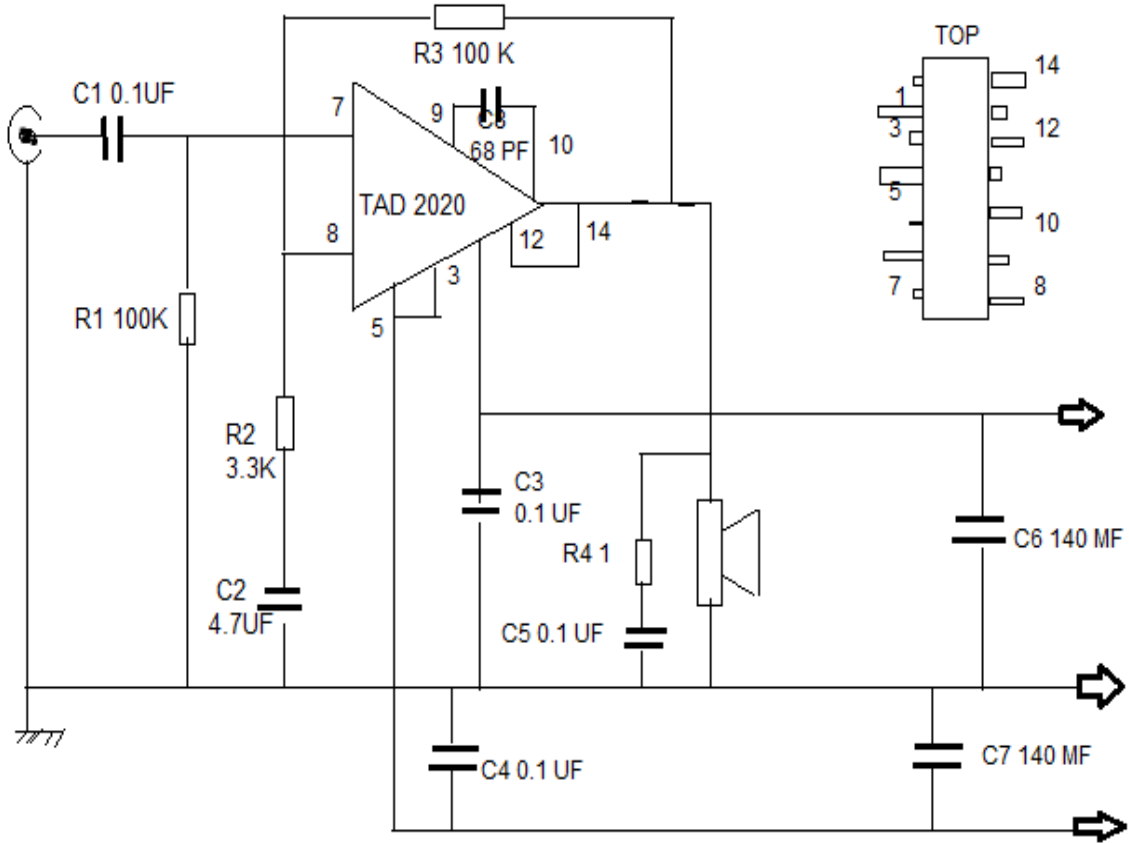 R3 100 K
TOP
C1 0.1UF
7
9
C8
68 PF
10
14
1
3
12
TAD 2020
5
10
8
12
14
3
7
8
R1 100K
5
R2
3.3K
C3
0.1 UF
R4 1
C6 140 MF
C2
4.7UF
C5 0.1 UF
C4 0.1 UF
C7 140 MF